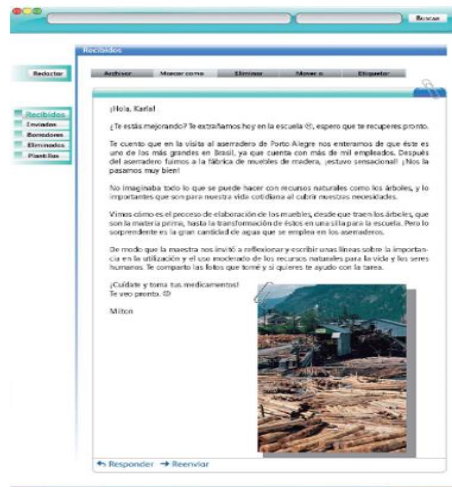 Buscar
Recibidos
Redactar
Archivar Marcar como Eliminar Mover a Etiquetar
Recibidos
Enviados
Borradores
Eliminados
Plantillas
¡Hola, Karla!
¿Te estás mejorando? Te extrañamos hoy en la escuela ☹, espero que te recuperes pronto.
Te cuento que en la visita al aserradero de Porto Alegre nos enteramos de que éste es
uno de los más grandes en Brasil, ya que cuenta con más de mil empleados. Después
del aserradero fuimos a la fábrica de muebles de madera, ¡estuvo sensacional! ¡Nos la
pasamos muy bien!
No imaginaba todo lo que se puede hacer con recursos naturales como los árboles, y lo
importantes que son para nuestra vida cotidiana al cubrir nuestras necesidades.
Vimos cómo es el proceso de elaboración de los muebles, desde que traen los árboles, que
son la materia prima, hasta la transformación de éstos en una silla para la escuela. Pero lo
sorprendente es la gran cantidad de agua que se emplea en los aserraderos.
De modo que la maestra nos invitó a reflexionar y escribir unas líneas sobre la importan-
cia en la utilización y el uso moderado de los recursos naturales para la vida y los seres
humanos. Te comparto las fotos que tomé y si quieres te ayudo con la tarea.
¡Cuídate y toma tus medicamentos!
Te veo pronto. ☺
Milton
Responder Reenviar